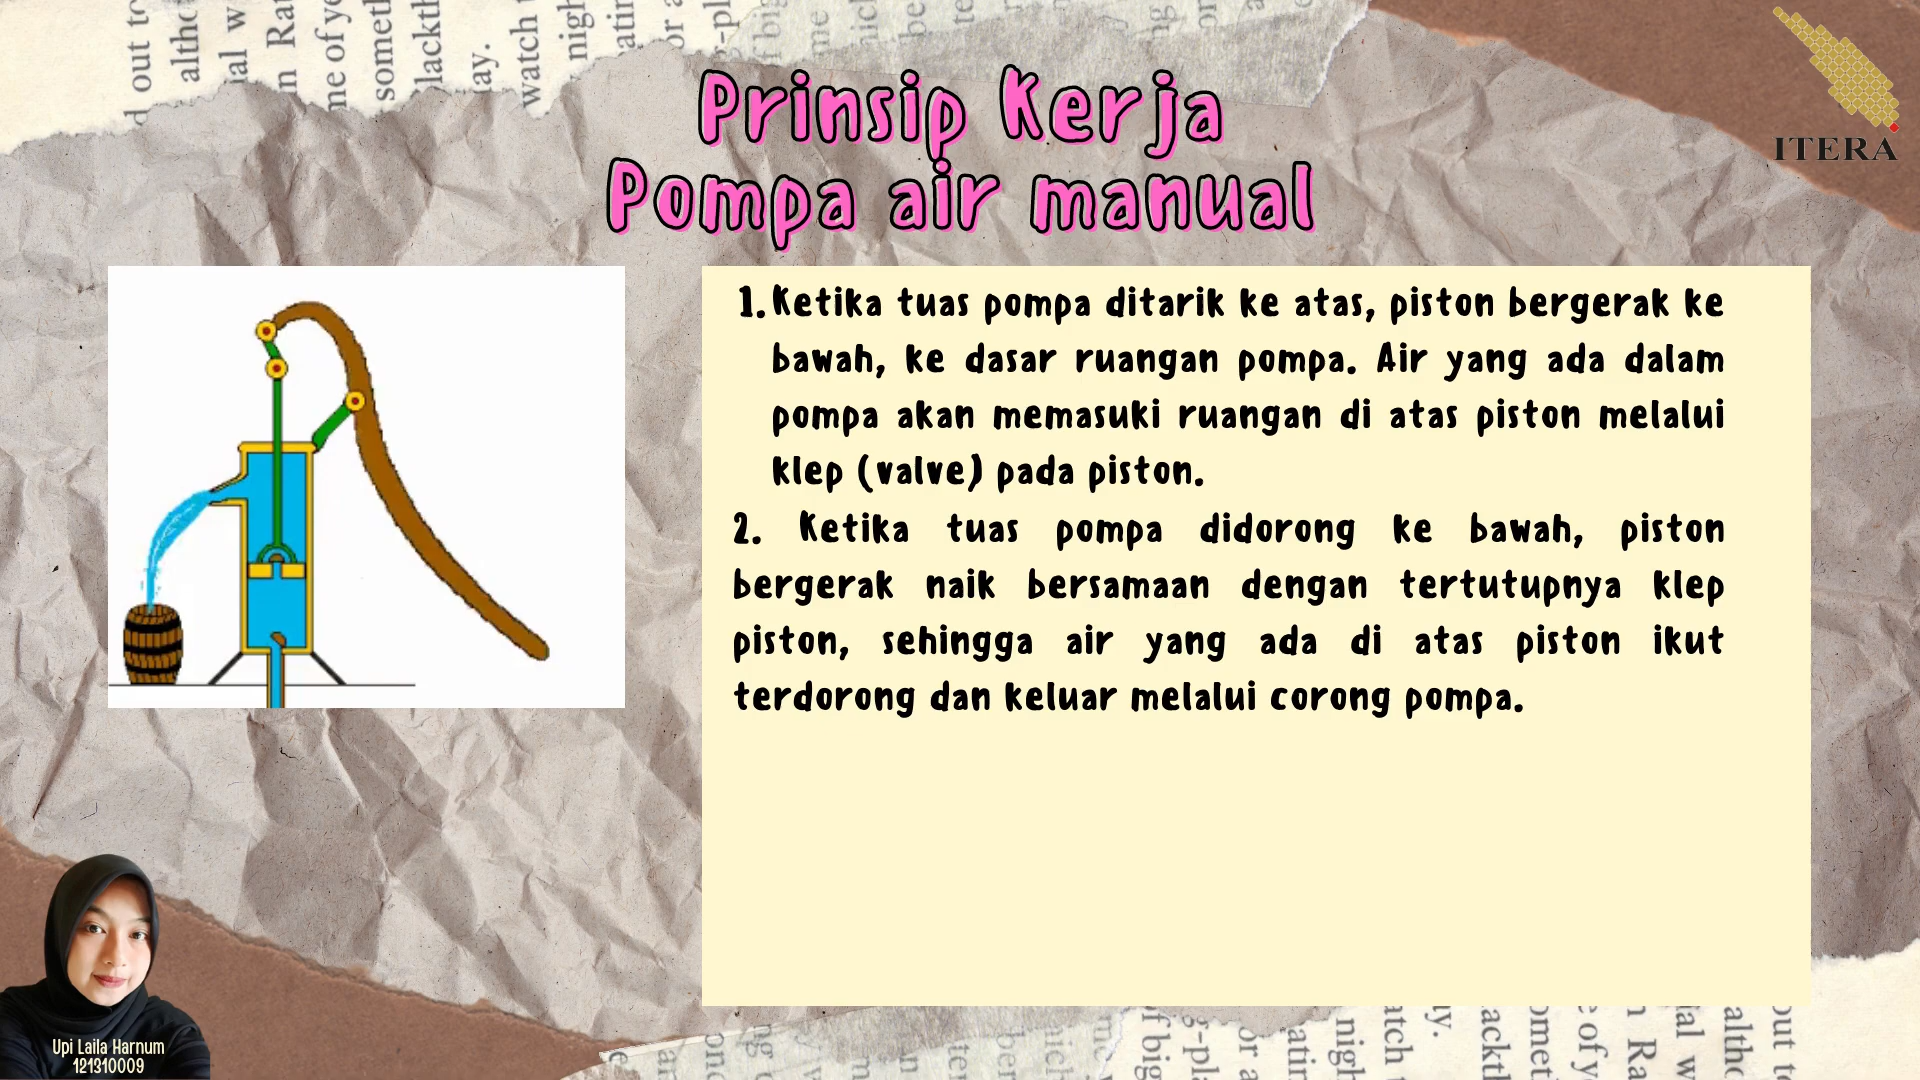 Prinsip Kerja
Pompa air manual
ITERA
1. Ketika tuas pompa ditarik ke atas, piston bergerak ke
bawah, ke dasar ruangan pompa. Air yang ada dalam
pompa akan memasuki ruangan di atas piston melalui
klep (valve) pada piston.
2. Ketika tuas pompa didorong ke bawah, piston
bergerak naik bersamaan dengan tertutupnya klep
piston, sehingga air yang ada di atas piston ikut
terdorong dan keluar melalui corong pompa.
Upi Laila Harnum
121310009